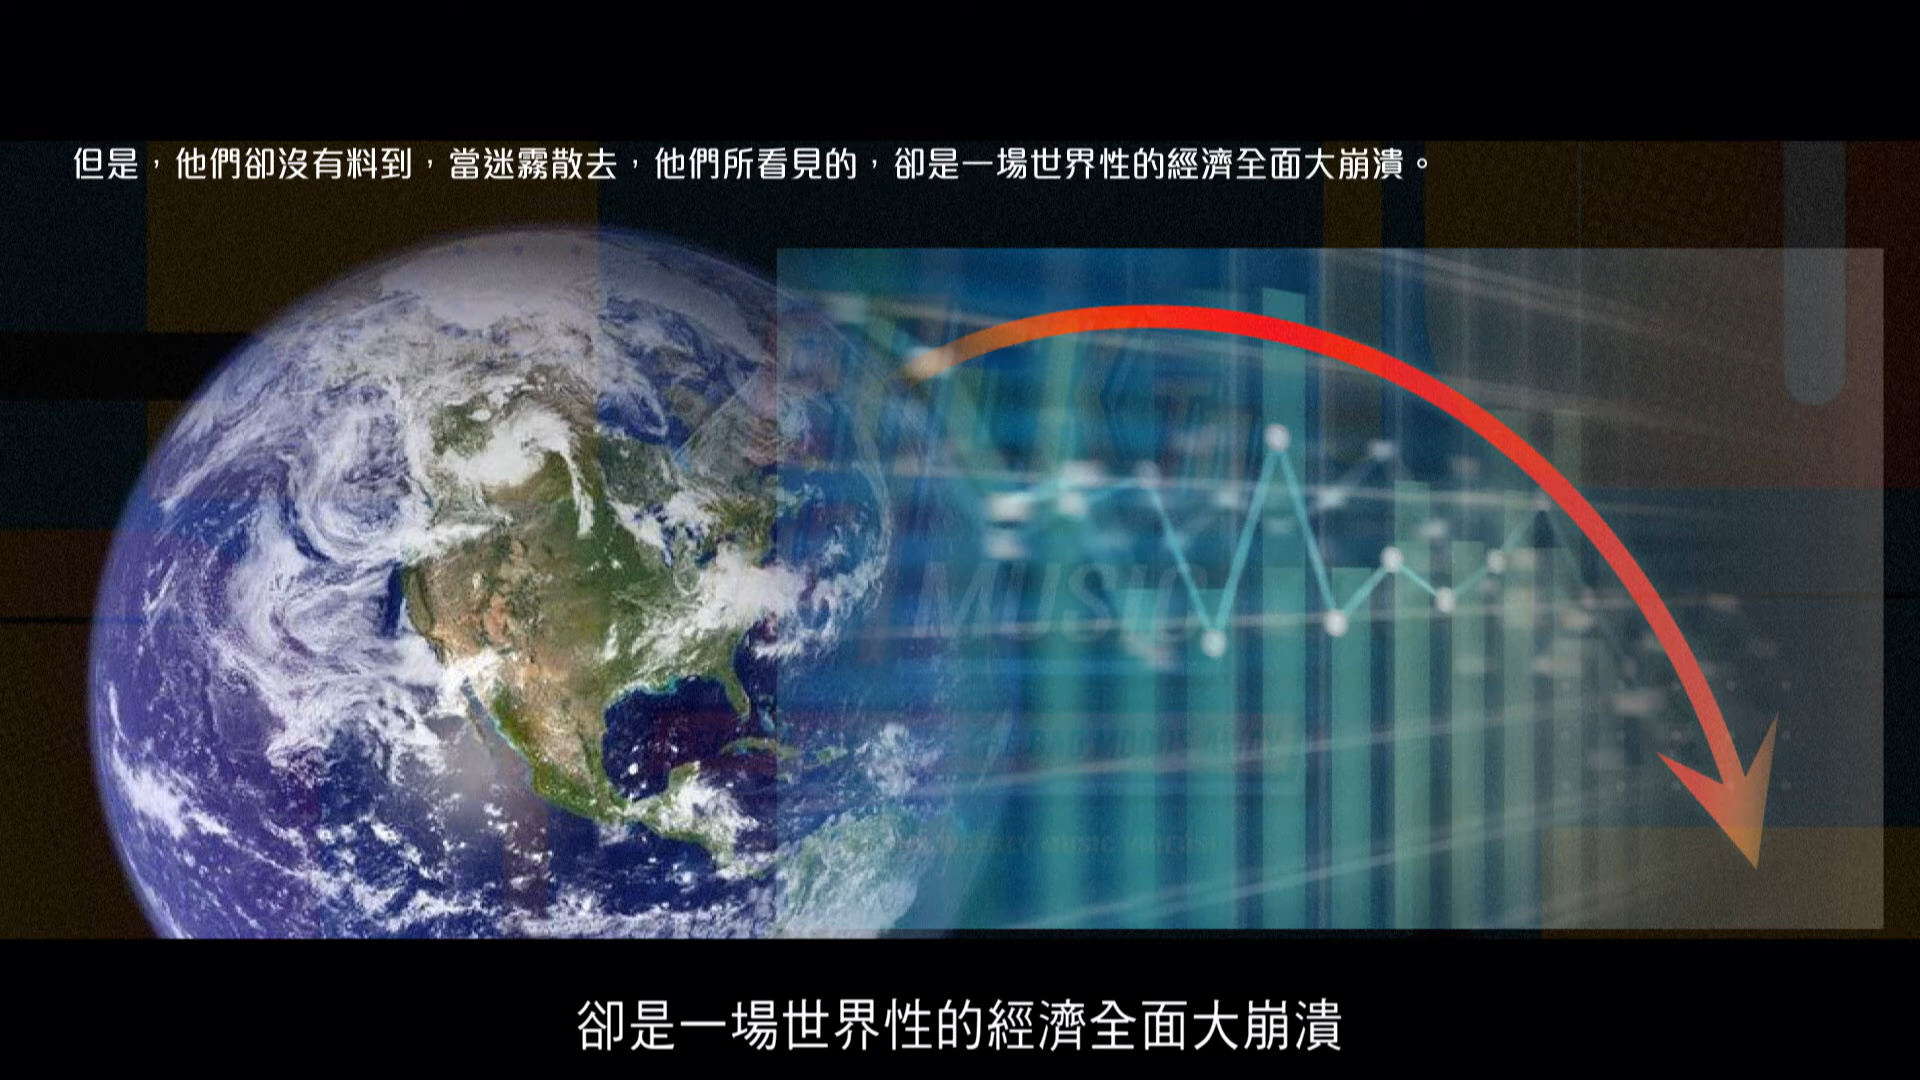 但是，他們卻沒有料到，當迷霧散去，他們所看見的，卻是一場世界性的經濟全面大崩潰。
MUSIC
卻是一場世界性的經濟全面大崩潰